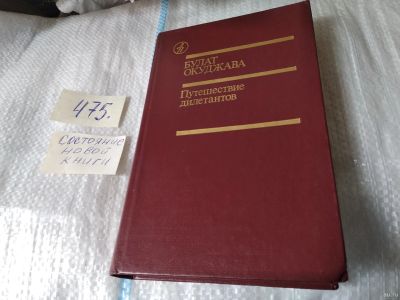 БУЛАТ
ОКУДЖАВА
Путешествие
дилетантов
475.
Состояние
новой
книги